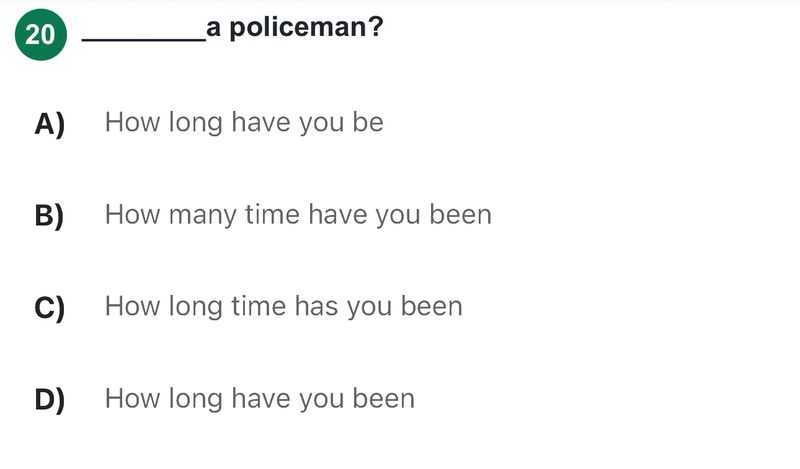 20 ________a policeman?
A) How long have you be
B) How many time have you been
C) How long time has you been
D) How long have you been